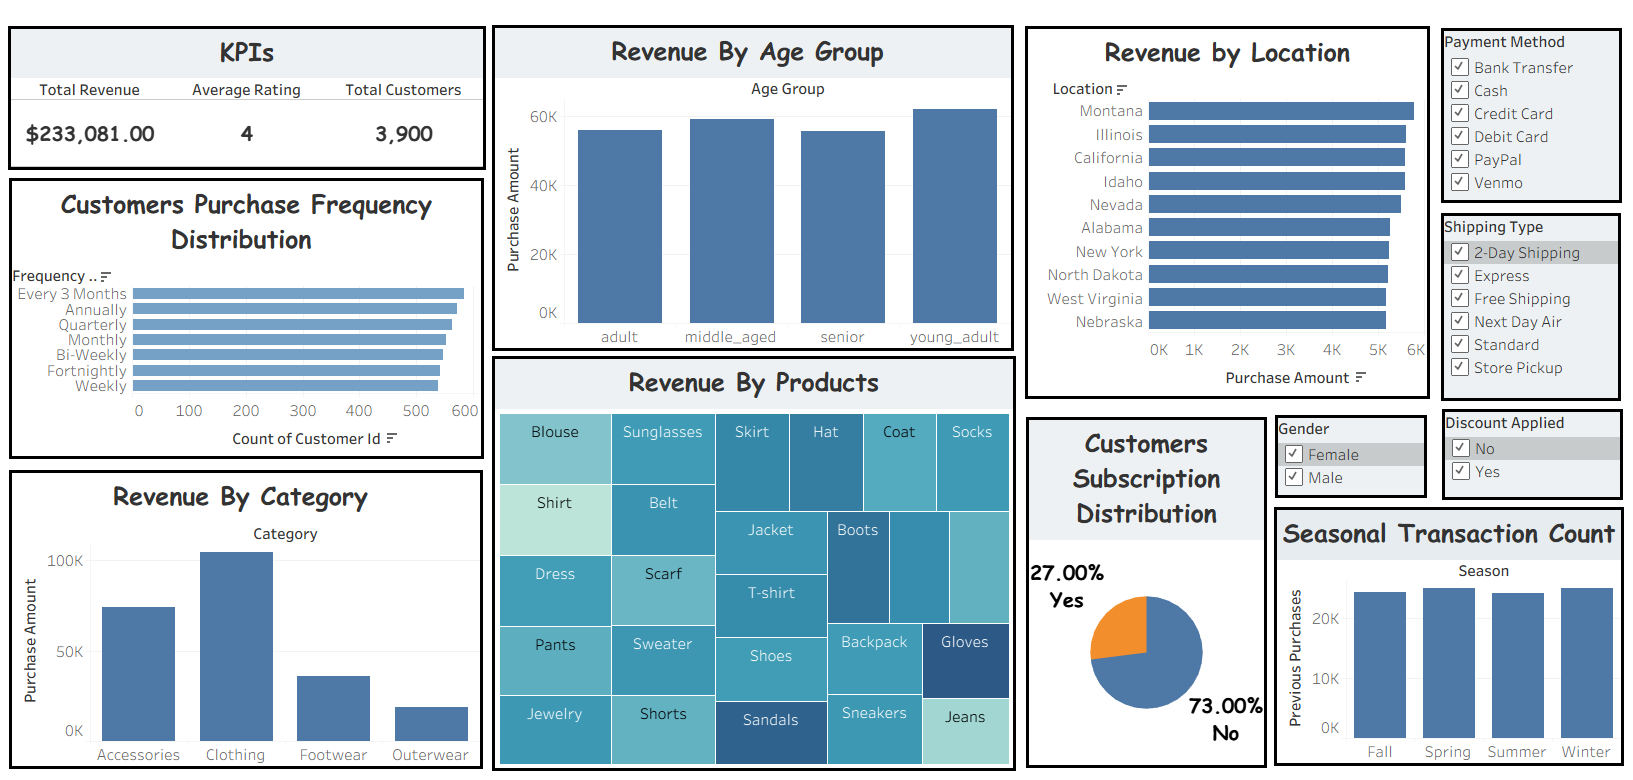 KPIs
Total Revenue Average Rating Total Customers
$233,081.00 4 3,900
Customers Purchase Frequency
Distribution
Frequency ..
Every 3 Months
Annually
Quarterly
Monthly
Bi-Weekly
Fortnightly
Weekly
0 100 200 300 400 500 600
Count of Customer Id
Revenue By Category
Category
Purchase Amount
100K
50K
0K
Accessories Clothing Footwear Outerwear
Revenue By Age Group
Age Group
Purchase Amount
60K
40K
20K
0K
adult middle_aged senior young_adult
Revenue By Products
Blouse Sunglasses Skirt Hat Coat Socks
Shirt Belt Jacket Boots
Dress Scarf T-shirt
Pants Sweater Shoes Backpack Gloves
Jewelry Shorts Sandals Sneakers Jeans
Revenue by Location
Location
Montana
Illinois
California
Idaho
Nevada
Alabama
New York
North Dakota
West Virginia
Nebraska
0K 1K 2K 3K 4K 5K 6K
Purchase Amount
Customers
Subscription
Distribution
27.00%
Yes
73.00%
No
Payment Method
Bank Transfer
Cash
Credit Card
Debit Card
PayPal
Venmo
Shipping Type
2-Day Shipping
Express
Free Shipping
Next Day Air
Standard
Store Pickup
Gender
Female
Male
Discount Applied
No
Yes
Seasonal Transaction Count
Season
Previous Purchases
20K
10K
0K
Fall Spring Summer Winter